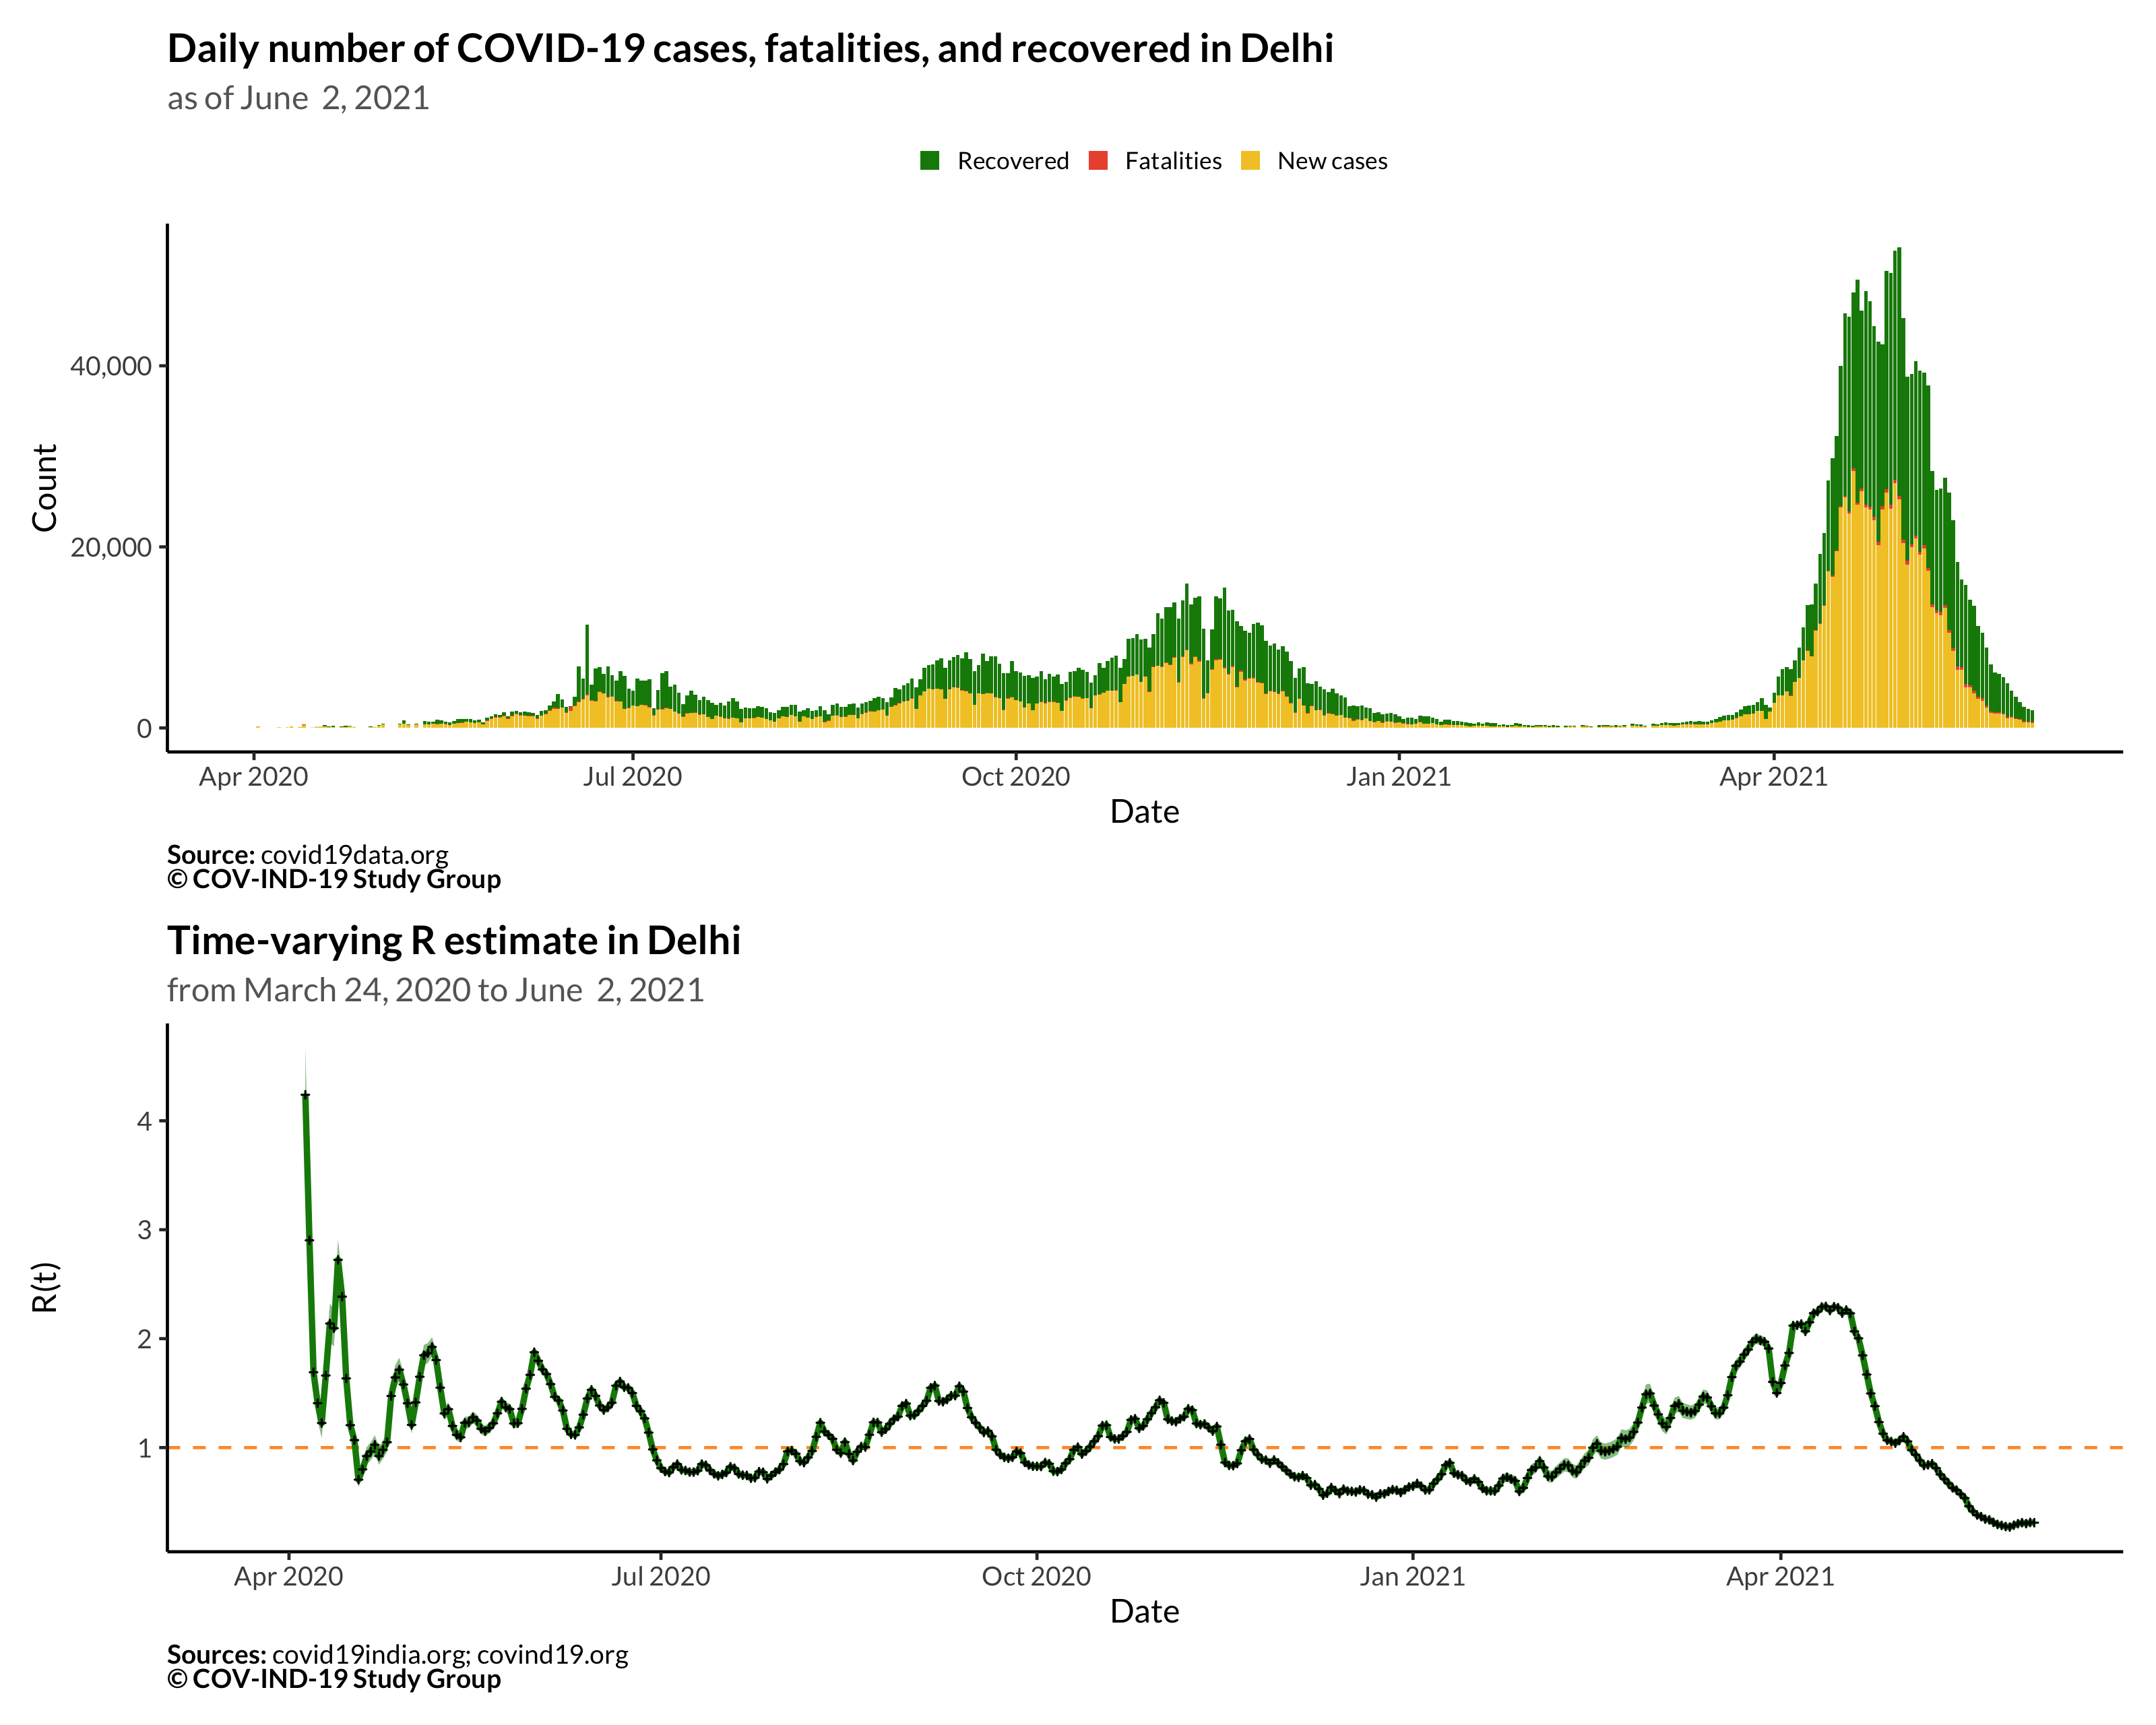 Daily number of COVID-19 cases, fatalities, and recovered in Delhi
as of June  2, 2021
Recovered Fatalities New cases
Count
40,000
20,000
0
Apr 2020 Jul 2020 Oct 2020 Jan 2021 Apr 2021
Date
Source: covid19data.org
© COV-IND-19 Study Group
Time-varying R estimate in Delhi
from March 24, 2020 to June  2, 2021
R(t)
4
3
2
1
Apr 2020 Jul 2020 Oct 2020 Jan 2021 Apr 2021
Date
Sources: covid19india.org; covind19.org
© COV-IND-19 Study Group